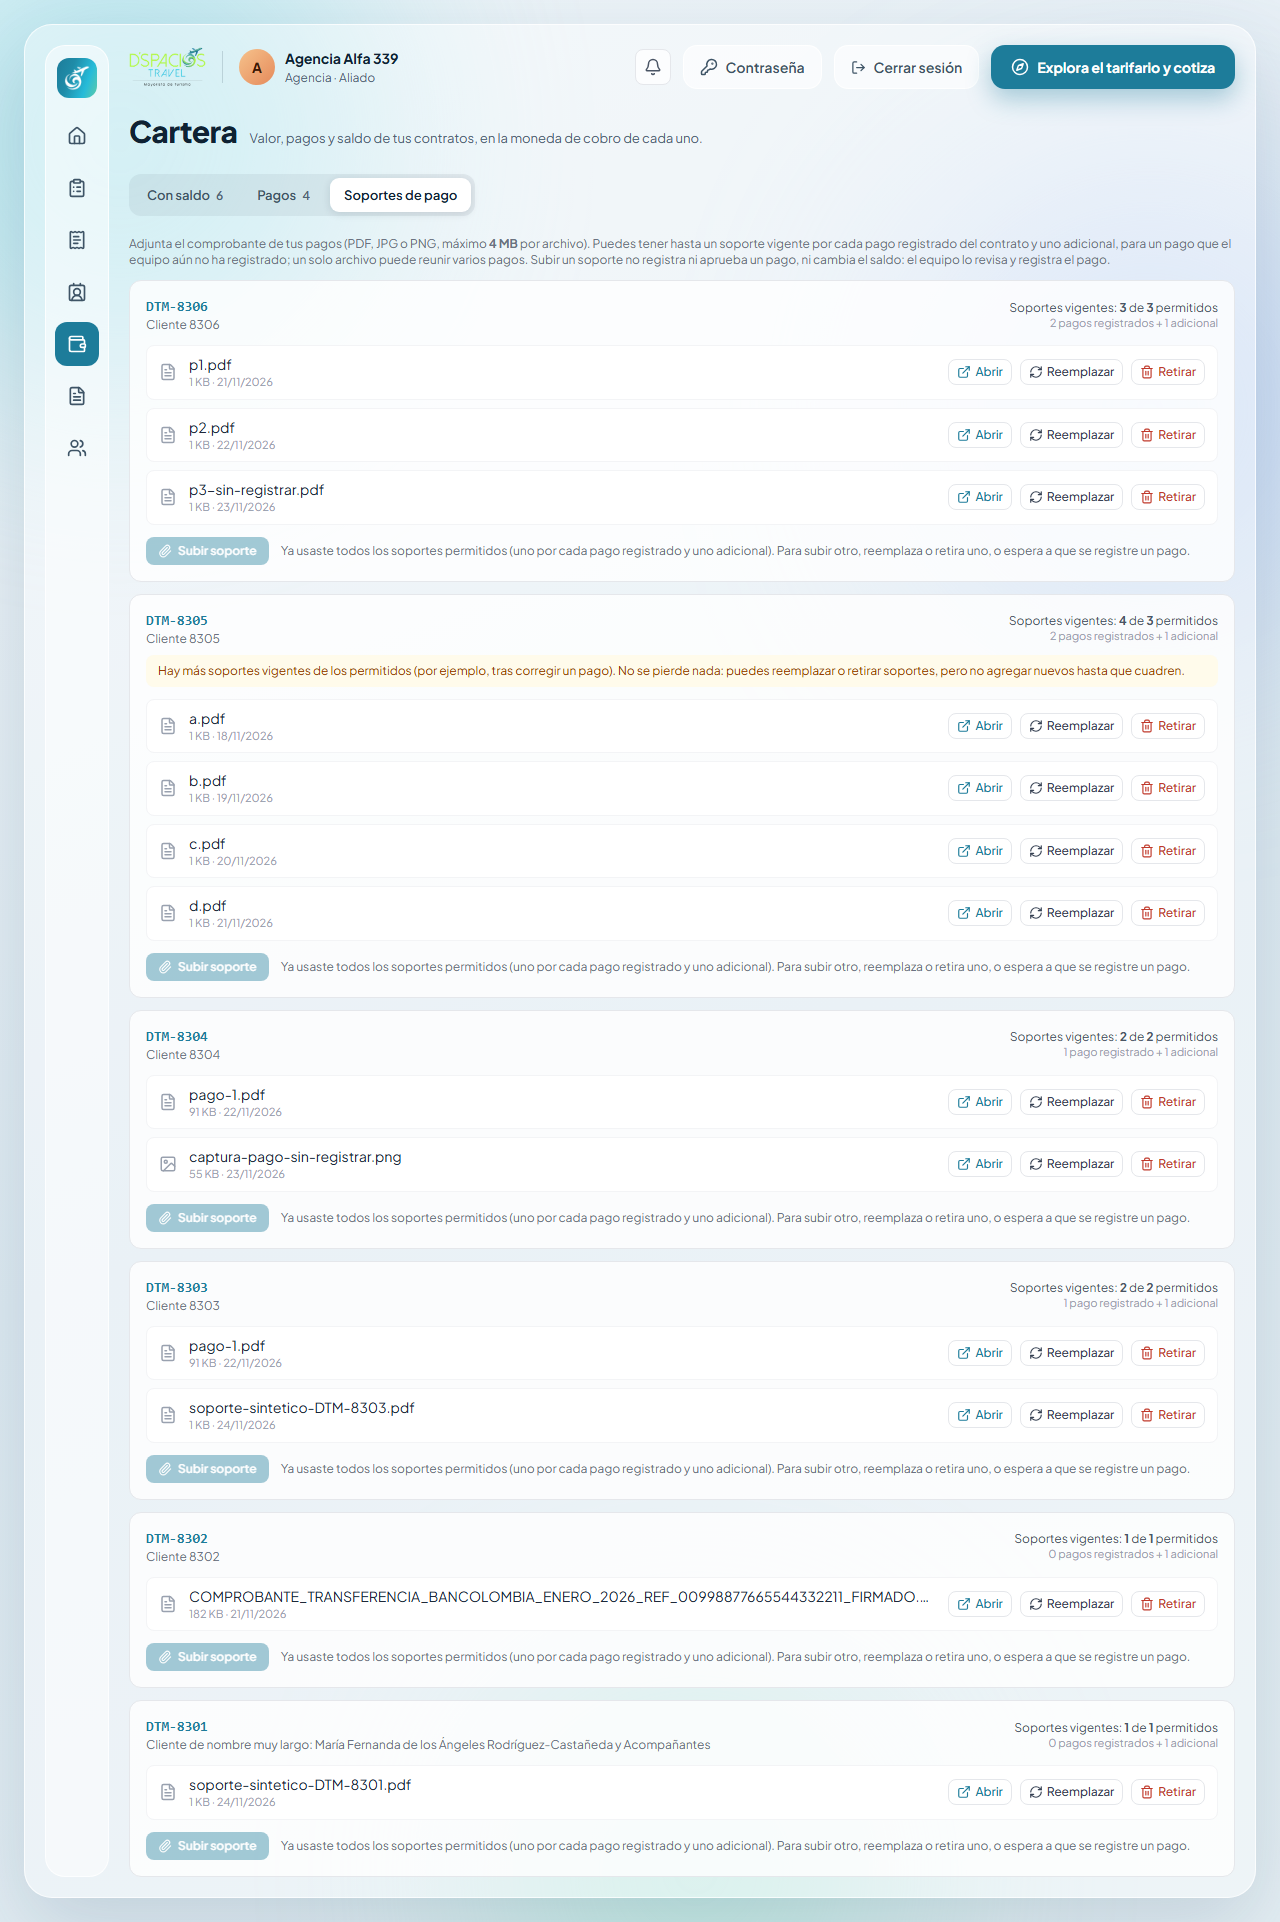 D'SPACIOS
TRAVEL
Mayorista de turismo
A
Agencia Alfa 339
Agencia · Aliado
Contraseña
Cerrar sesión
Explora el tarifario y cotiza
Cartera
Valor, pagos y saldo de tus contratos, en la moneda de cobro de cada uno.
Con saldo 6
Pagos 4
Soportes de pago
Adjunta el comprobante de tus pagos (PDF, JPG o PNG, máximo 4 MB por archivo). Puedes tener hasta un soporte vigente por cada pago registrado del contrato y uno adicional, para un pago que el
equipo aún no ha registrado; un solo archivo puede reunir varios pagos. Subir un soporte no registra ni aprueba un pago, ni cambia el saldo: el equipo lo revisa y registra el pago.
DTM-8306
Cliente 8306
Soportes vigentes: 3 de 3 permitidos
2 pagos registrados + 1 adicional
p1.pdf
1 KB · 21/11/2026
Abrir Reemplazar Retirar
p2.pdf
1 KB · 22/11/2026
Abrir Reemplazar Retirar
p3-sin-registrar.pdf
1 KB · 23/11/2026
Abrir Reemplazar Retirar
Subir soporte
Ya usaste todos los soportes permitidos (uno por cada pago registrado y uno adicional). Para subir otro, reemplaza o retira uno, o espera a que se registre un pago.
DTM-8305
Cliente 8305
Soportes vigentes: 4 de 3 permitidos
2 pagos registrados + 1 adicional
Hay más soportes vigentes de los permitidos (por ejemplo, tras corregir un pago). No se pierde nada: puedes reemplazar o retirar soportes, pero no agregar nuevos hasta que cuadren.
a.pdf
1 KB · 18/11/2026
Abrir Reemplazar Retirar
b.pdf
1 KB · 19/11/2026
Abrir Reemplazar Retirar
c.pdf
1 KB · 20/11/2026
Abrir Reemplazar Retirar
d.pdf
1 KB · 21/11/2026
Abrir Reemplazar Retirar
Subir soporte
Ya usaste todos los soportes permitidos (uno por cada pago registrado y uno adicional). Para subir otro, reemplaza o retira uno, o espera a que se registre un pago.
DTM-8304
Cliente 8304
Soportes vigentes: 2 de 2 permitidos
1 pago registrado + 1 adicional
pago-1.pdf
91 KB · 22/11/2026
Abrir Reemplazar Retirar
captura-pago-sin-registrar.png
55 KB · 23/11/2026
Abrir Reemplazar Retirar
Subir soporte
Ya usaste todos los soportes permitidos (uno por cada pago registrado y uno adicional). Para subir otro, reemplaza o retira uno, o espera a que se registre un pago.
DTM-8303
Cliente 8303
Soportes vigentes: 2 de 2 permitidos
1 pago registrado + 1 adicional
pago-1.pdf
91 KB · 22/11/2026
Abrir Reemplazar Retirar
soporte-sintetico-DTM-8303.pdf
1 KB · 24/11/2026
Abrir Reemplazar Retirar
Subir soporte
Ya usaste todos los soportes permitidos (uno por cada pago registrado y uno adicional). Para subir otro, reemplaza o retira uno, o espera a que se registre un pago.
DTM-8302
Cliente 8302
Soportes vigentes: 1 de 1 permitidos
0 pagos registrados + 1 adicional
COMPROBANTE_TRANSFERENCIA_BANCOLOMBIA_ENERO_2026_REF_00998877665544332211_FIRMADO....
182 KB · 21/11/2026
Abrir Reemplazar Retirar
Subir soporte
Ya usaste todos los soportes permitidos (uno por cada pago registrado y uno adicional). Para subir otro, reemplaza o retira uno, o espera a que se registre un pago.
DTM-8301
Cliente de nombre muy largo: María Fernanda de los Ángeles Rodríguez-Castañeda y Acompañantes
Soportes vigentes: 1 de 1 permitidos
0 pagos registrados + 1 adicional
soporte-sintetico-DTM-8301.pdf
1 KB · 24/11/2026
Abrir Reemplazar Retirar
Subir soporte
Ya usaste todos los soportes permitidos (uno por cada pago registrado y uno adicional). Para subir otro, reemplaza o retira uno, o espera a que se registre un pago.